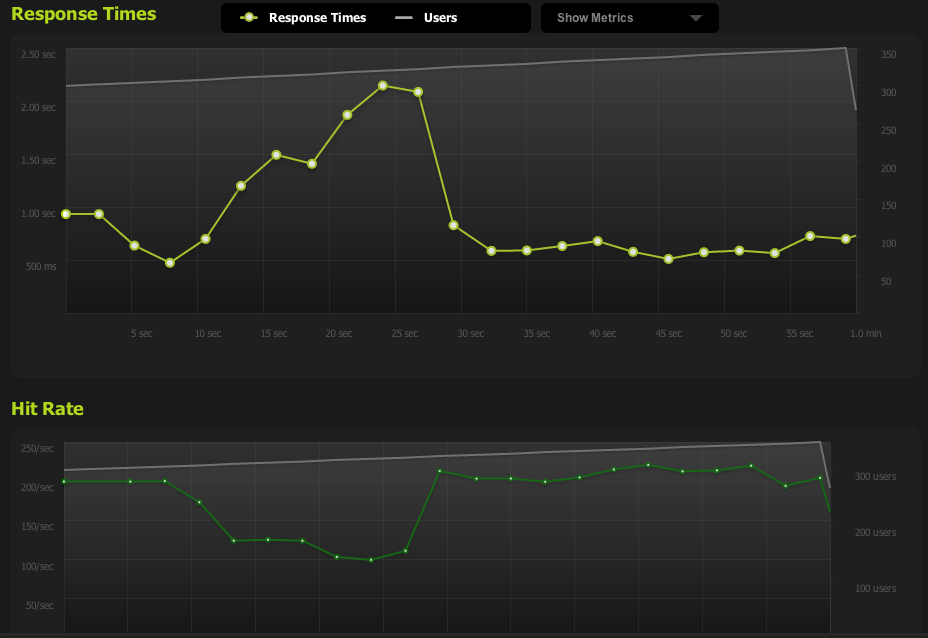 Response Times
Response Times Users
Show Metrics
2.50 sec
2.00 sec
1.50 sec
1.00 sec
500 ms
350
300
250
200
150
100
50
5 sec 10 sec 15 sec 20 sec 25 sec 30 sec 35 sec 40 sec 45 sec 50 sec 55 sec 1.0 min
Hit Rate
250/sec
200/sec
150/sec
100/sec
50/sec
300 users
200 users
100 users